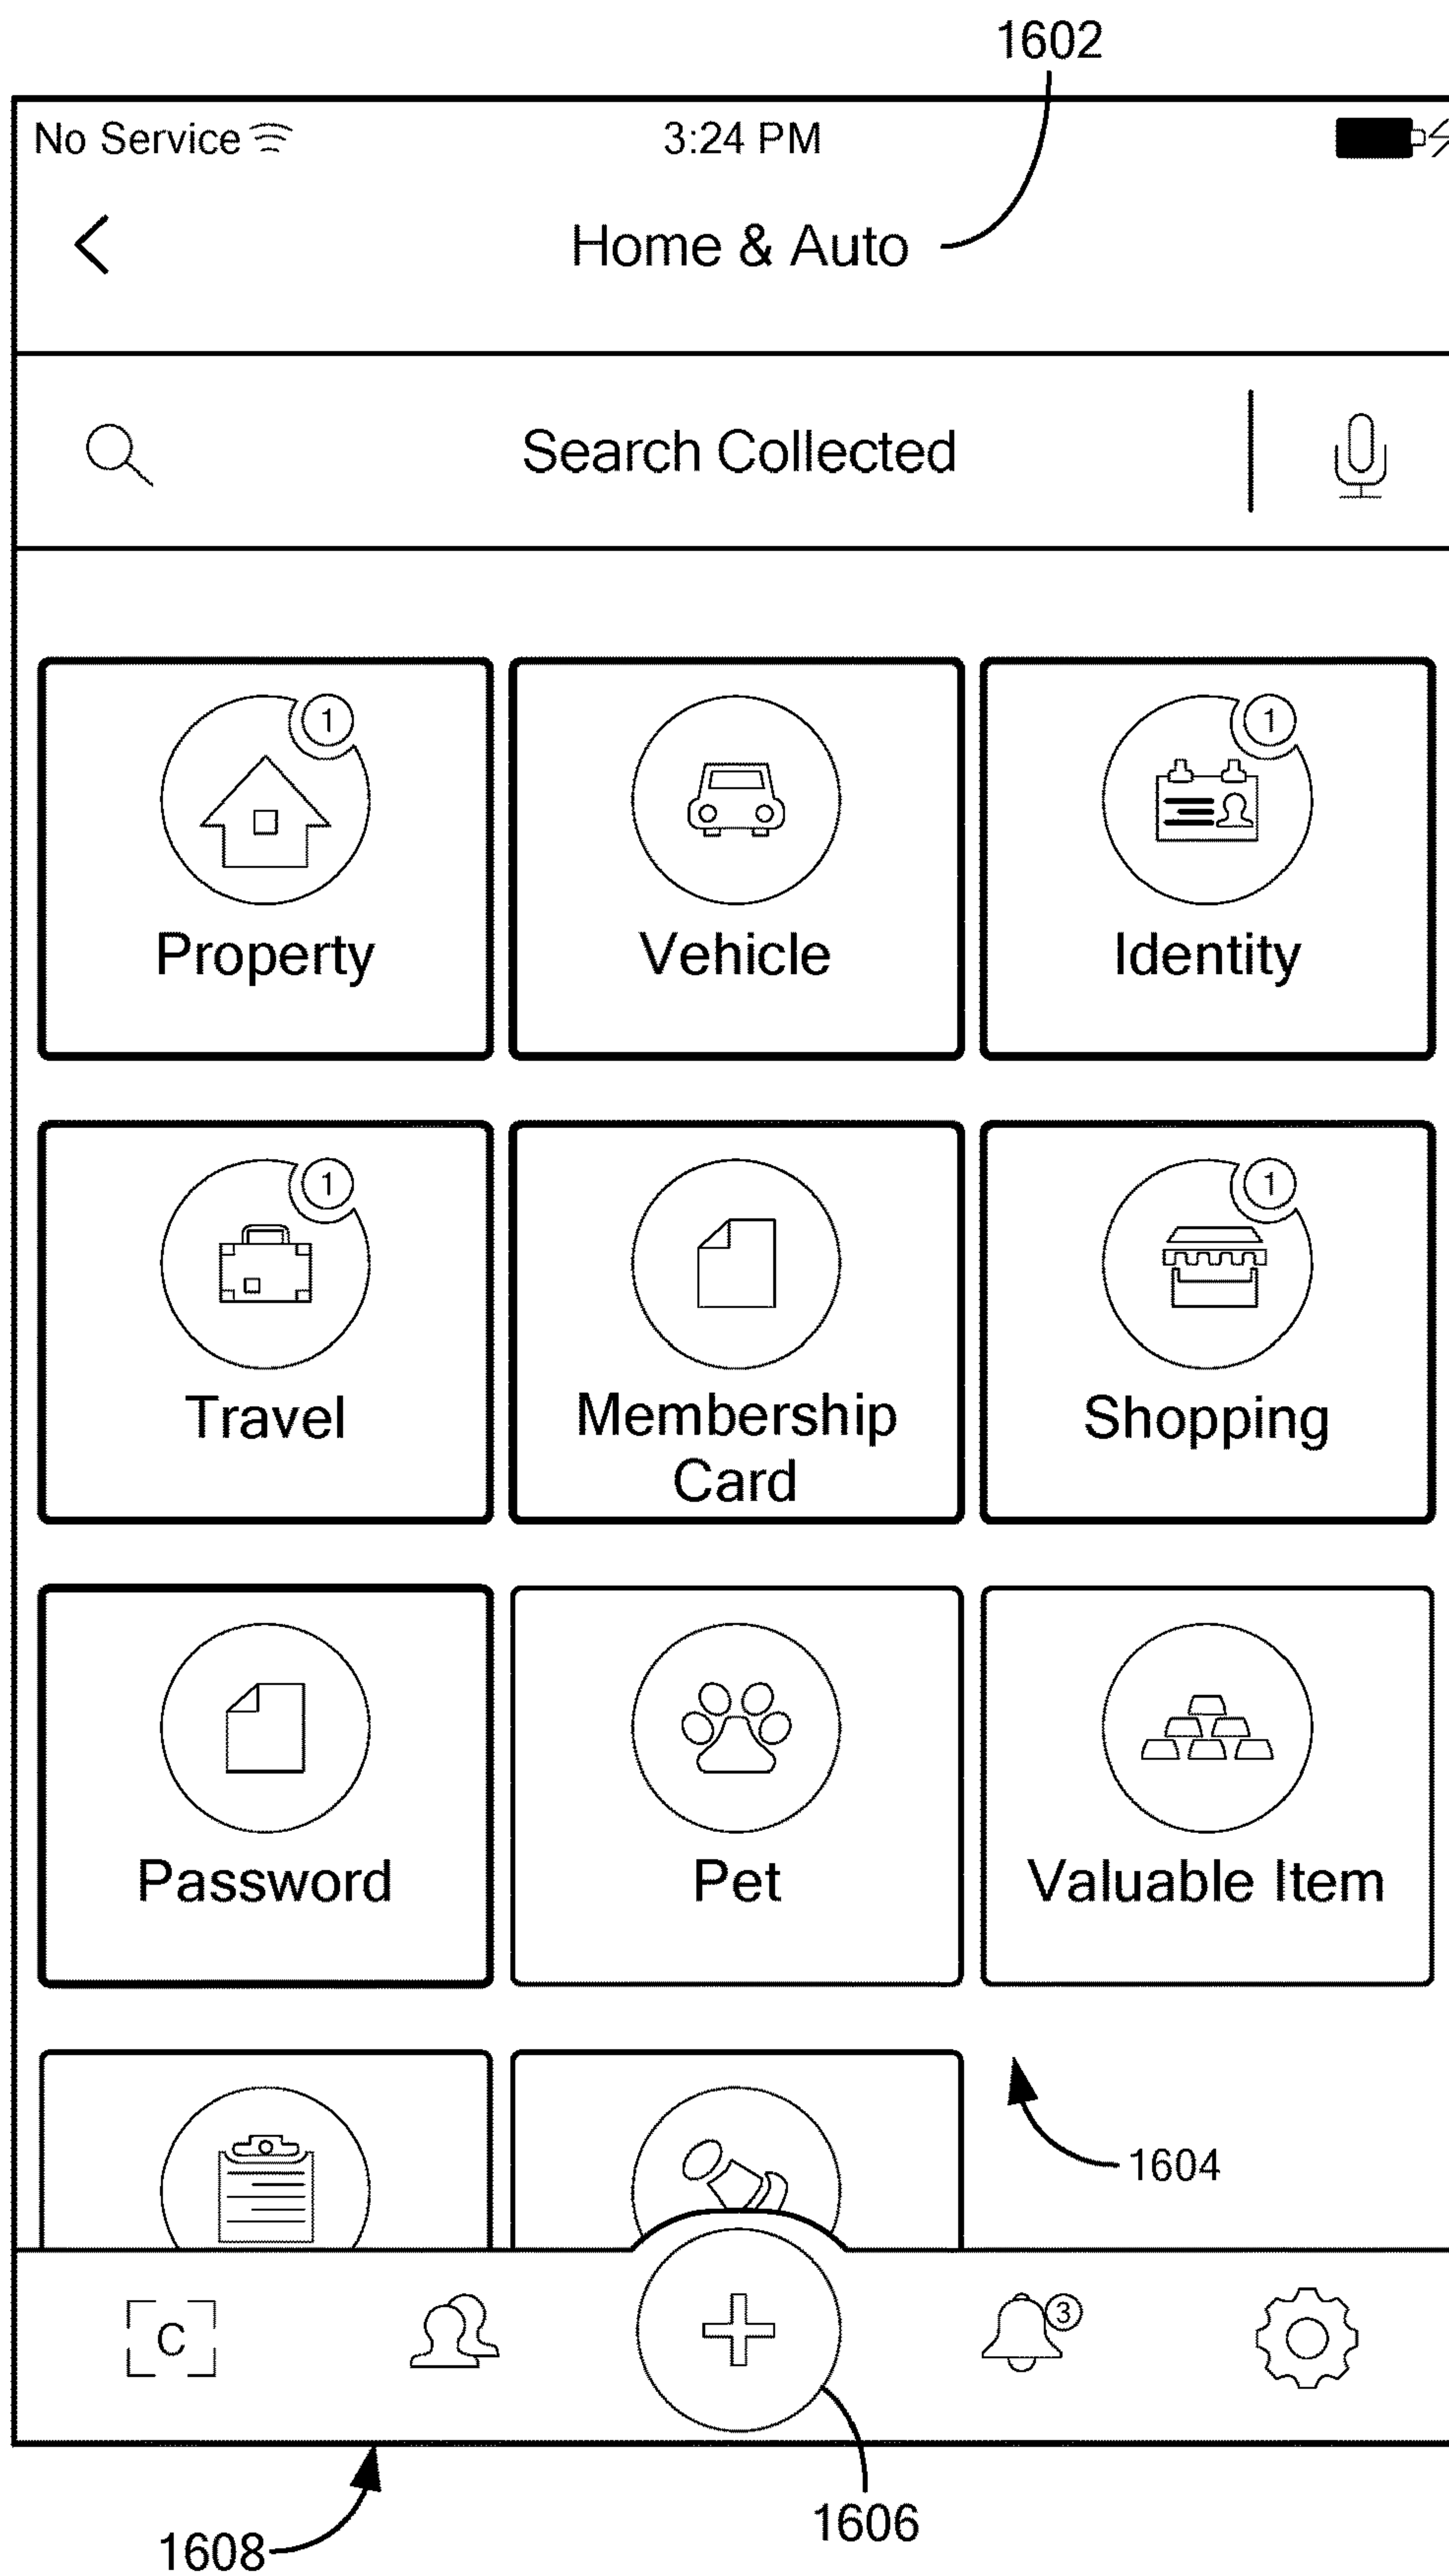 1602
No Service 3:24 PM
Home & Auto
Search Collected
1 1
Property Vehicle Identity
1 1
Travel Membership Shopping
Card
Password Pet Valuable Item
1604
C 3
1606
1608